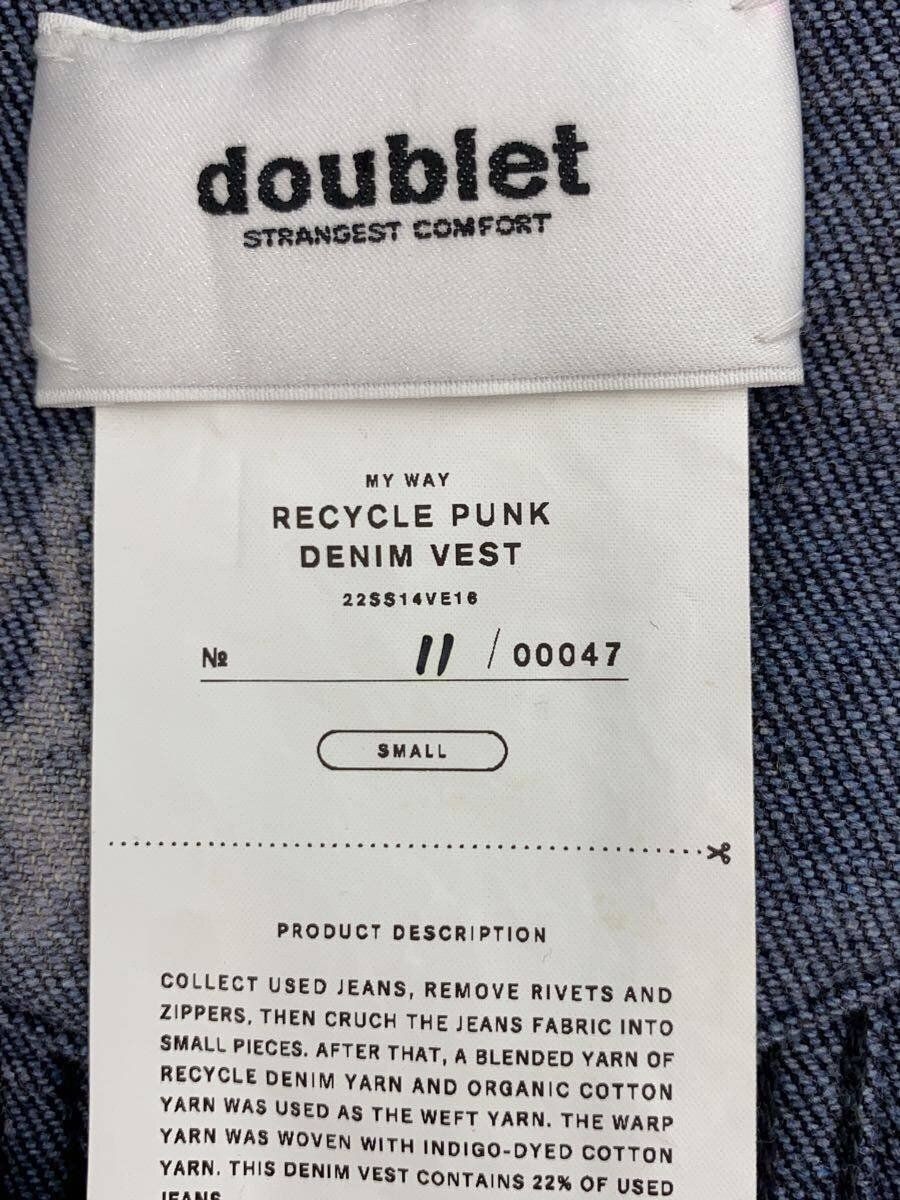 doublet
STRANGEST COMFORT
MY WAY
RECYCLE PUNK
DENIM VEST
22SS14VE16
№ 11 / 00047
SMALL
PRODUCT DESCRIPTION
COLLECT USED JEANS, REMOVE RIVETS AND
ZIPPERS, THEN CRUCH THE JEANS FABRIC INTO
SMALL PIECES. AFTER THAT, A BLENDED YARN OF
RECYCLE DENIM YARN AND ORGANIC COTTON
YARN WAS USED AS THE WEFT YARN. THE WARP
YARN WAS WOVEN WITH INDIGO-DYED COTTON
YARN. THIS DENIM VEST CONTAINS 22% OF USED
JEANS